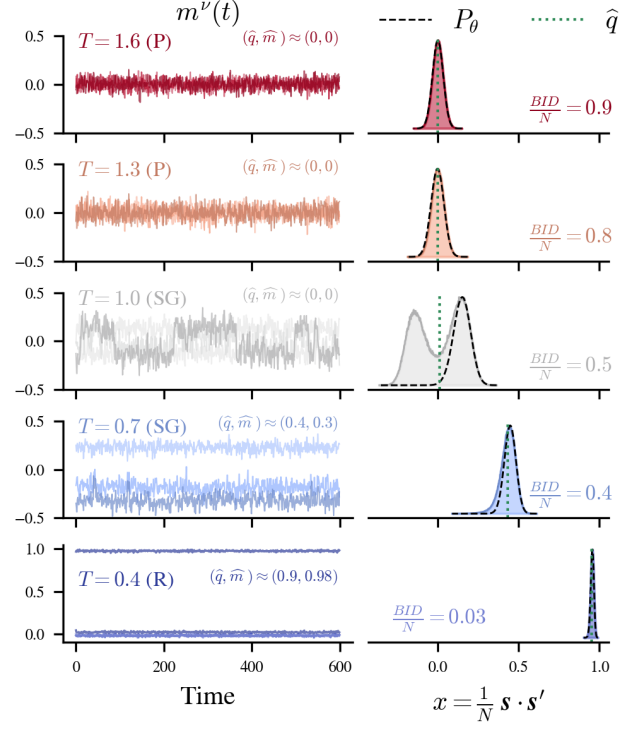 m^ν(t)
P_θ q̂
T = 1.6 (P) (q̂, m̂) ≈ (0, 0)
0.5
0.0
−0.5
BID/N = 0.9
T = 1.3 (P) (q̂, m̂) ≈ (0, 0)
0.5
0.0
−0.5
BID/N = 0.8
T = 1.0 (SG) (q̂, m̂) ≈ (0, 0)
0.5
0.0
−0.5
BID/N = 0.5
T = 0.7 (SG) (q̂, m̂) ≈ (0.4, 0.3)
0.5
0.0
−0.5
BID/N = 0.4
T = 0.4 (R) (q̂, m̂) ≈ (0.9, 0.98)
1.0
0.5
0.0
BID/N = 0.03
0 200 400 600
0.0 0.5 1.0
Time
x = 1/N s · s′